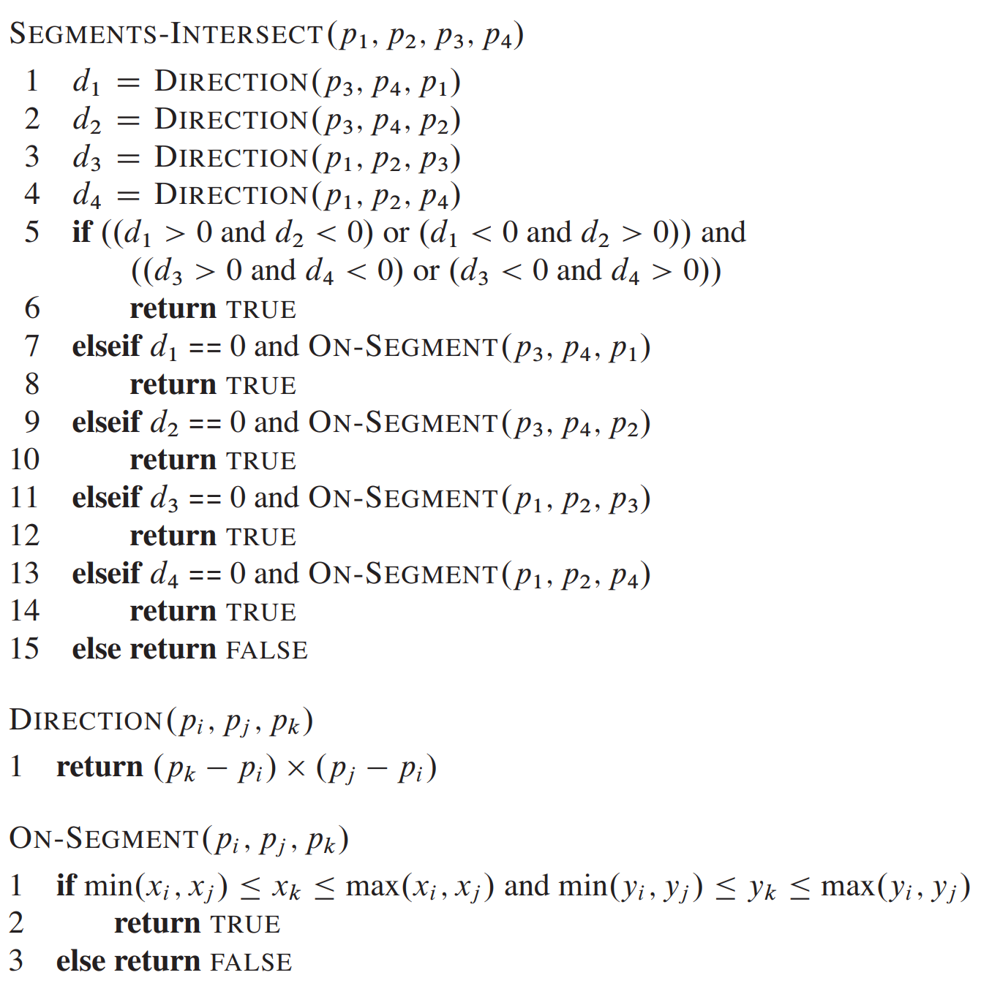 SEGMENTS-INTERSECT(p₁, p₂, p₃, p₄)
1 d₁ = DIRECTION(p₃, p₄, p₁)
2 d₂ = DIRECTION(p₃, p₄, p₂)
3 d₃ = DIRECTION(p₁, p₂, p₃)
4 d₄ = DIRECTION(p₁, p₂, p₄)
5 if ((d₁ > 0 and d₂ < 0) or (d₁ < 0 and d₂ > 0)) and
((d₃ > 0 and d₄ < 0) or (d₃ < 0 and d₄ > 0))
6 return TRUE
7 elseif d₁ == 0 and ON-SEGMENT(p₃, p₄, p₁)
8 return TRUE
9 elseif d₂ == 0 and ON-SEGMENT(p₃, p₄, p₂)
10 return TRUE
11 elseif d₃ == 0 and ON-SEGMENT(p₁, p₂, p₃)
12 return TRUE
13 elseif d₄ == 0 and ON-SEGMENT(p₁, p₂, p₄)
14 return TRUE
15 else return FALSE
DIRECTION(pᵢ, pⱼ, pₖ)
1 return (pₖ − pᵢ) × (pⱼ − pᵢ)
ON-SEGMENT(pᵢ, pⱼ, pₖ)
1 if min(xᵢ, xⱼ) ≤ xₖ ≤ max(xᵢ, xⱼ) and min(yᵢ, yⱼ) ≤ yₖ ≤ max(yᵢ, yⱼ)
2 return TRUE
3 else return FALSE